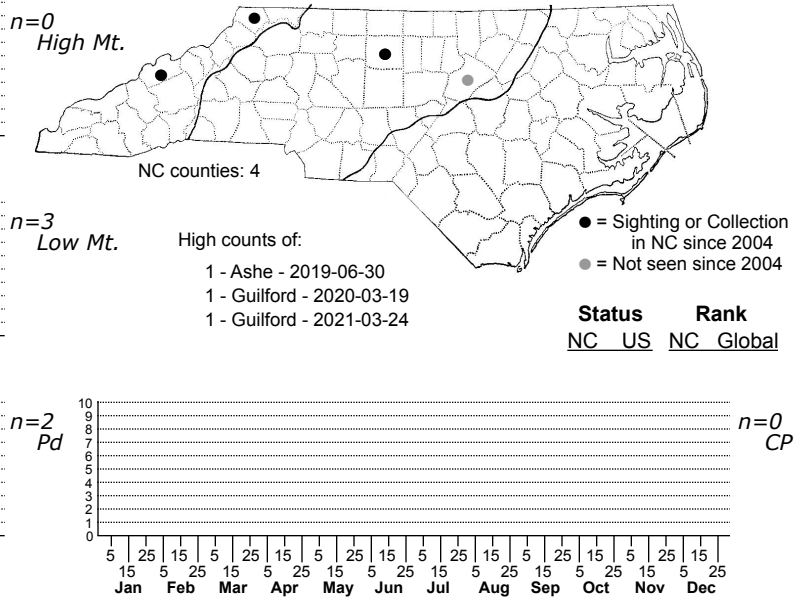 n=0
High Mt.
NC counties: 4
n=3
Low Mt.
High counts of:
1 - Ashe - 2019-06-30
1 - Guilford - 2020-03-19
1 - Guilford - 2021-03-24
= Sighting or Collection
in NC since 2004
= Not seen since 2004
Status Rank
NC US NC Global
n=2
Pd
n=0
CP
10
9
8
7
6
5
4
3
2
1
0
5 25 15 5 25 15 5 25 15 5 25 15 5 25 15 5 25 15
15 5 25 15 5 25 15 5 25 15 5 25 15 5 25 15 5 25
Jan Feb Mar Apr May Jun Jul Aug Sep Oct Nov Dec